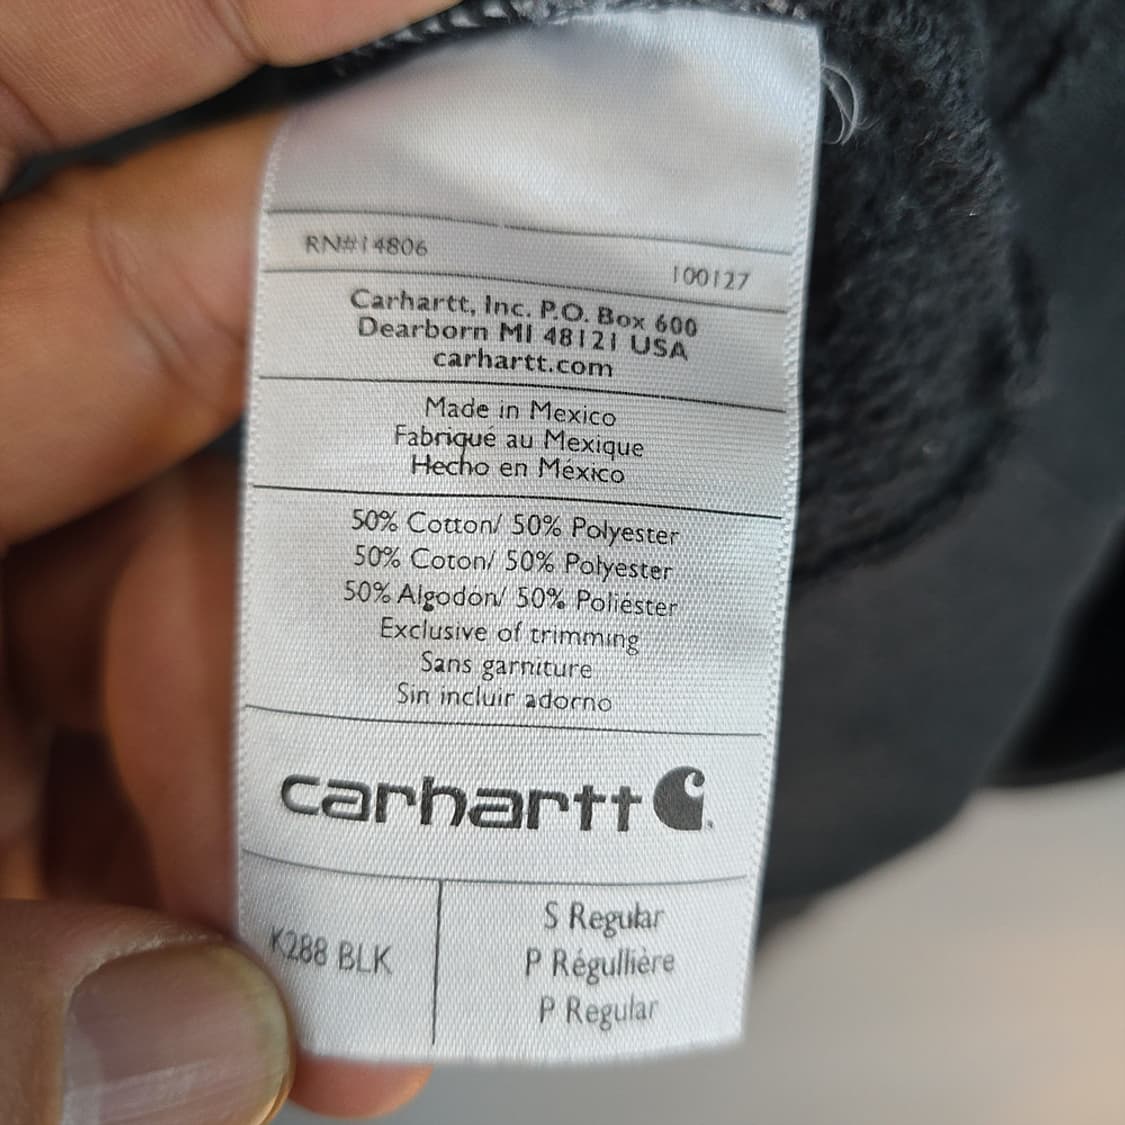 RN#14806
100127
Carhartt, Inc. P.O. Box 600
Dearborn MI 48121 USA
carhartt.com
Made in Mexico
Fabriqué au Mexique
Hecho en México
50% Cotton/ 50% Polyester
50% Coton/ 50% Polyester
50% Algodon/ 50% Poliéster
Exclusive of trimming
Sans garniture
Sin incluir adorno
carhartt
K288 BLK
S Regular
P Régullière
P Regular